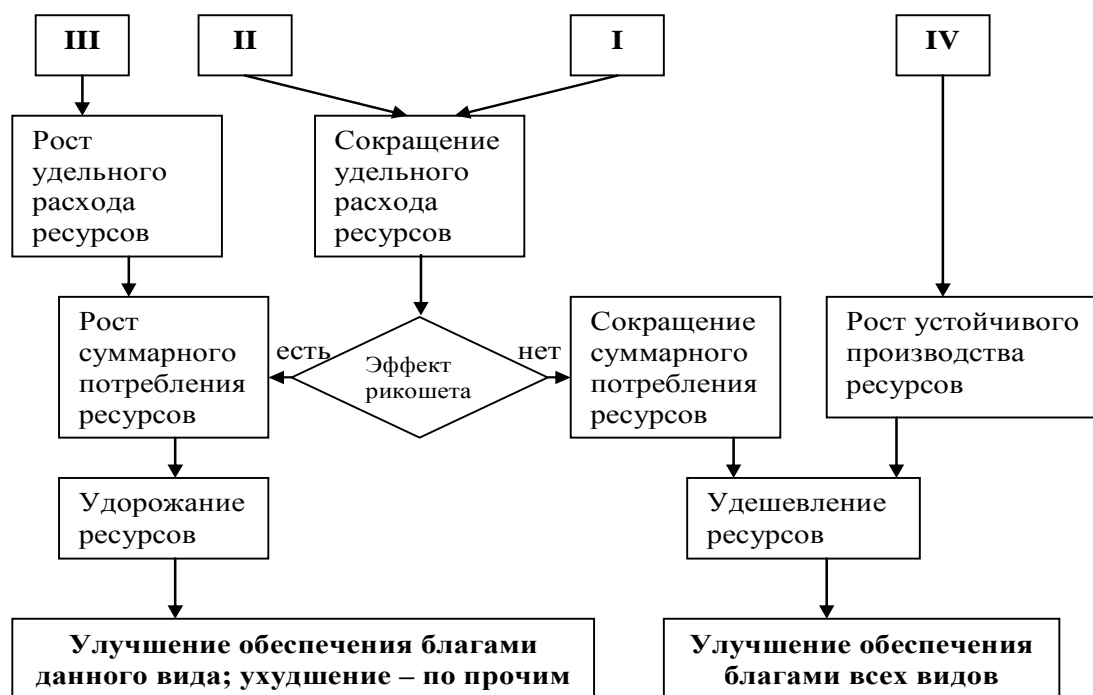 III
II
I
IV
Рост
удельного
расхода
ресурсов
Сокращение
удельного
расхода
ресурсов
Рост
суммарного
потребления
ресурсов
есть
Эффект
рикошета
нет
Сокращение
суммарного
потребления
ресурсов
Рост устойчивого
производства
ресурсов
Удорожание
ресурсов
Удешевление
ресурсов
Улучшение обеспечения благами
данного вида; ухудшение – по прочим
Улучшение обеспечения
благами всех видов